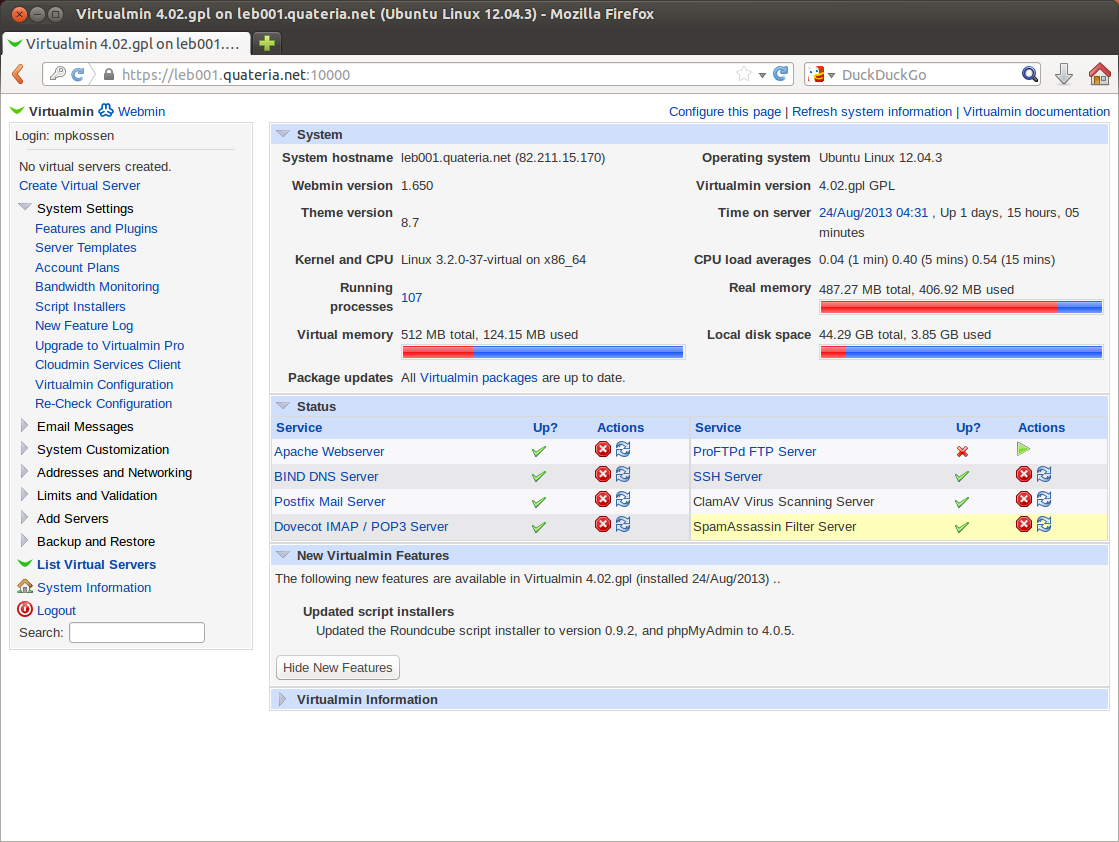 Virtualmin 4.02.gpl on leb001.quateria.net (Ubuntu Linux 12.04.3) - Mozilla Firefox
Virtualmin 4.02.gpl on leb001....
https://leb001.quateria.net:10000
DuckDuckGo
Virtualmin Webmin
Configure this page | Refresh system information | Virtualmin documentation
Login: mpkossen
No virtual servers created.
Create Virtual Server
System Settings
Features and Plugins
Server Templates
Account Plans
Bandwidth Monitoring
Script Installers
New Feature Log
Upgrade to Virtualmin Pro
Cloudmin Services Client
Virtualmin Configuration
Re-Check Configuration
Email Messages
System Customization
Addresses and Networking
Limits and Validation
Add Servers
Backup and Restore
List Virtual Servers
System Information
Logout
Search:
System
System hostname leb001.quateria.net (82.211.15.170) Operating system Ubuntu Linux 12.04.3
Webmin version 1.650 Virtualmin version 4.02.gpl GPL
Theme version 8.7 Time on server 24/Aug/2013 04:31 , Up 1 days, 15 hours, 05
minutes
Kernel and CPU Linux 3.2.0-37-virtual on x86_64 CPU load averages 0.04 (1 min) 0.40 (5 mins) 0.54 (15 mins)
Running
processes 107 Real memory 487.27 MB total, 406.92 MB used
Virtual memory 512 MB total, 124.15 MB used Local disk space 44.29 GB total, 3.85 GB used
Package updates All Virtualmin packages are up to date.
Status
Service Up? Actions Service Up? Actions
Apache Webserver ProFTPd FTP Server
BIND DNS Server SSH Server
Postfix Mail Server ClamAV Virus Scanning Server
Dovecot IMAP / POP3 Server SpamAssassin Filter Server
New Virtualmin Features
The following new features are available in Virtualmin 4.02.gpl (installed 24/Aug/2013) ..
Updated script installers
Updated the Roundcube script installer to version 0.9.2, and phpMyAdmin to 4.0.5.
Hide New Features
Virtualmin Information